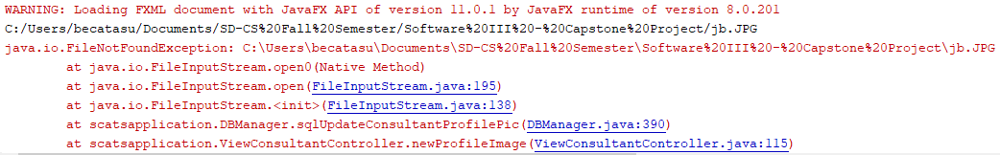 WARNING: Loading FXML document with JavaFX API of version 11.0.1 by JavaFX runtime of version 8.0.201
C:/Users/becatasu/Documents/SD-CS%20Fall%20Semester/Software%20III%20-%20Capstone%20Project/jb.JPG
java.io.FileNotFoundException: C:\Users\becatasu\Documents\SD-CS%20Fall%20Semester\Software%20III%20-%20Capstone%20Project\jb.JPG
at java.io.FileInputStream.open0(Native Method)
at java.io.FileInputStream.open(FileInputStream.java:195)
at java.io.FileInputStream.<init>(FileInputStream.java:138)
at scatsapplication.DBManager.sqlUpdateConsultantProfilePic(DBManager.java:390)
at scatsapplication.ViewConsultantController.newProfileImage(ViewConsultantController.java:115)